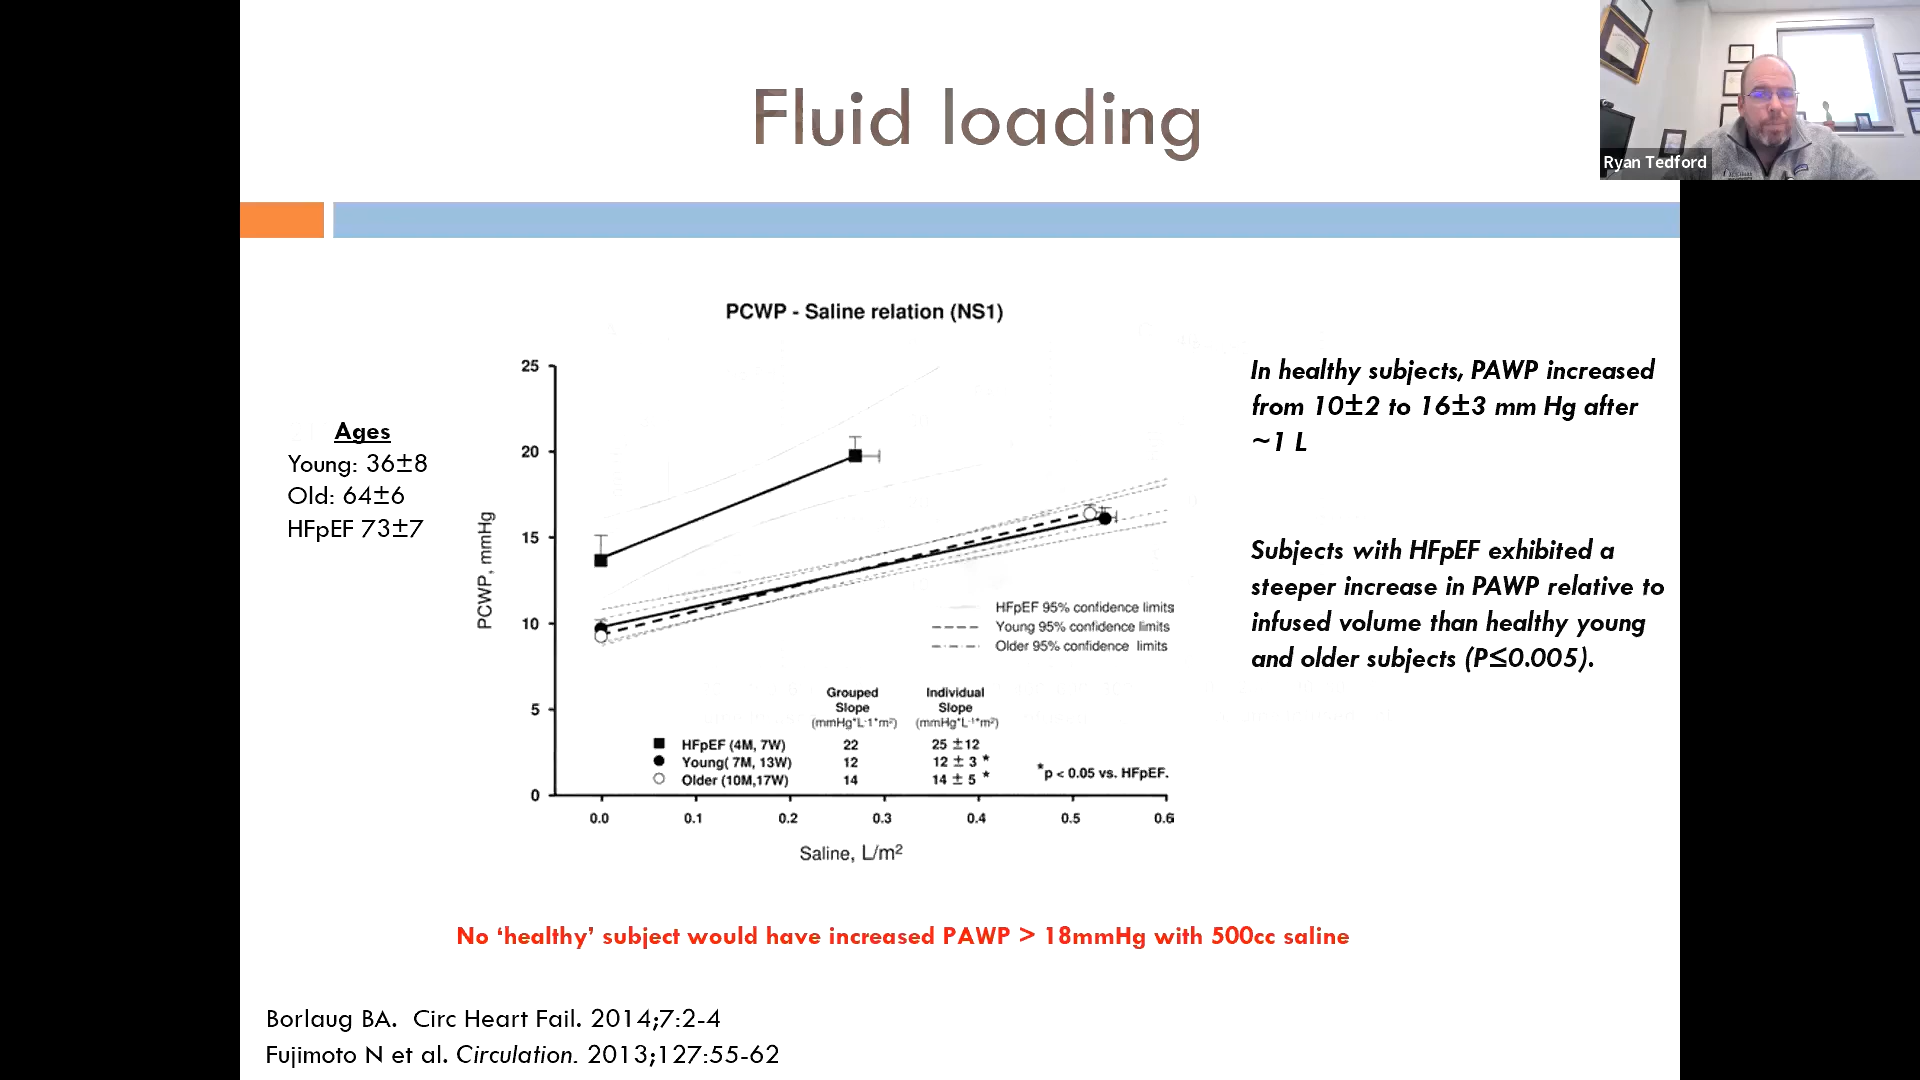 Fluid loading
Ryan Tedford
PCWP - Saline relation (NS1)
Ages
Young: 36±8
Old: 64±6
HFpEF 73±7
PCWP, mmHg
25
20
15
10
5
0
HFpEF 95% confidence limits
Young 95% confidence limits
Older 95% confidence limits
Grouped Slope (mmHg*L-1*m²)
Individual Slope (mmHg*L-1*m²)
HFpEF (4M, 7W) 22 25 ±12
Young( 7M, 13W) 12 12 ± 3 *
Older (10M,17W) 14 14 ± 5 *
*p < 0.05 vs. HFpEF.
0.0 0.1 0.2 0.3 0.4 0.5 0.6
Saline, L/m²
In healthy subjects, PAWP increased
from 10±2 to 16±3 mm Hg after
~1 L
Subjects with HFpEF exhibited a
steeper increase in PAWP relative to
infused volume than healthy young
and older subjects (P≤0.005).
No ‘healthy’ subject would have increased PAWP > 18mmHg with 500cc saline
Borlaug BA. Circ Heart Fail. 2014;7:2-4
Fujimoto N et al. Circulation. 2013;127:55-62